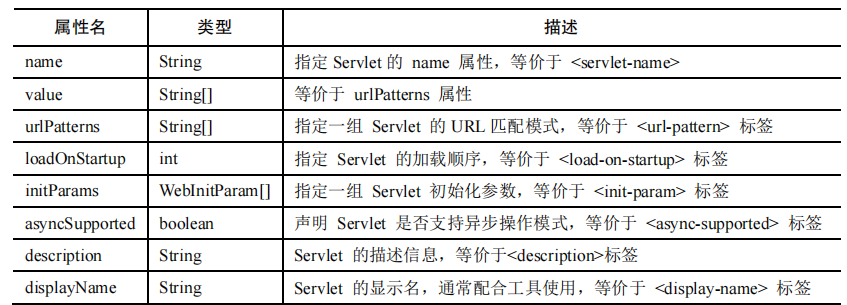 属性名 类型 描述
name String 指定 Servlet 的 name 属性，等价于 <servlet-name>
value String[] 等价于 urlPatterns 属性
urlPatterns String[] 指定一组 Servlet 的 URL 匹配模式，等价于 <url-pattern> 标签
loadOnStartup int 指定 Servlet 的加载顺序，等价于 <load-on-startup> 标签
initParams WebInitParam[] 指定一组 Servlet 初始化参数，等价于 <init-param> 标签
asyncSupported boolean 声明 Servlet 是否支持异步操作模式，等价于 <async-supported> 标签
description String Servlet 的描述信息，等价于<description>标签
displayName String Servlet 的显示名，通常配合工具使用，等价于 <display-name> 标签